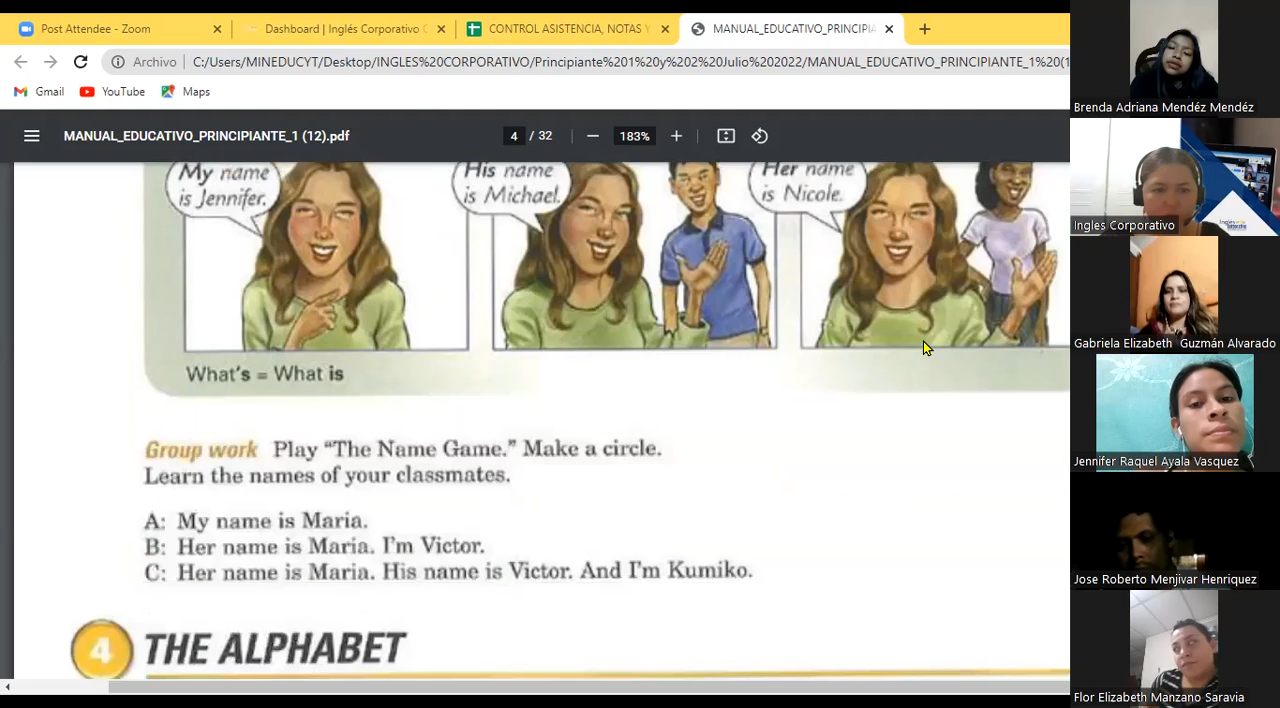 Post Attendee - Zoom
Dashboard | Inglés Corporativo
CONTROL ASISTENCIA, NOTAS Y
MANUAL_EDUCATIVO_PRINCIPIA
Archivo
C:/Users/MINEDUCYT/Desktop/INGLES%20CORPORATIVO/Principiante%201%20y%202%20Julio%202022/MANUAL_EDUCATIVO_PRINCIPIANTE_1%20(1
Gmail
YouTube
Maps
MANUAL_EDUCATIVO_PRINCIPIANTE_1 (12).pdf
4 / 32
183%
My name
is Jennifer.
His name
is Michael.
Her name
is Nicole.
What's = What is
Group work Play "The Name Game." Make a circle.
Learn the names of your classmates.
A: My name is Maria.
B: Her name is Maria. I'm Victor.
C: Her name is Maria. His name is Victor. And I'm Kumiko.
4 THE ALPHABET
Brenda Adriana Mendéz Mendéz
Ingles Corporativo
Gabriela Elizabeth Guzmán Alvarado
Jennifer Raquel Ayala Vasquez
Jose Roberto Menjivar Henriquez
Flor Elizabeth Manzano Saravia